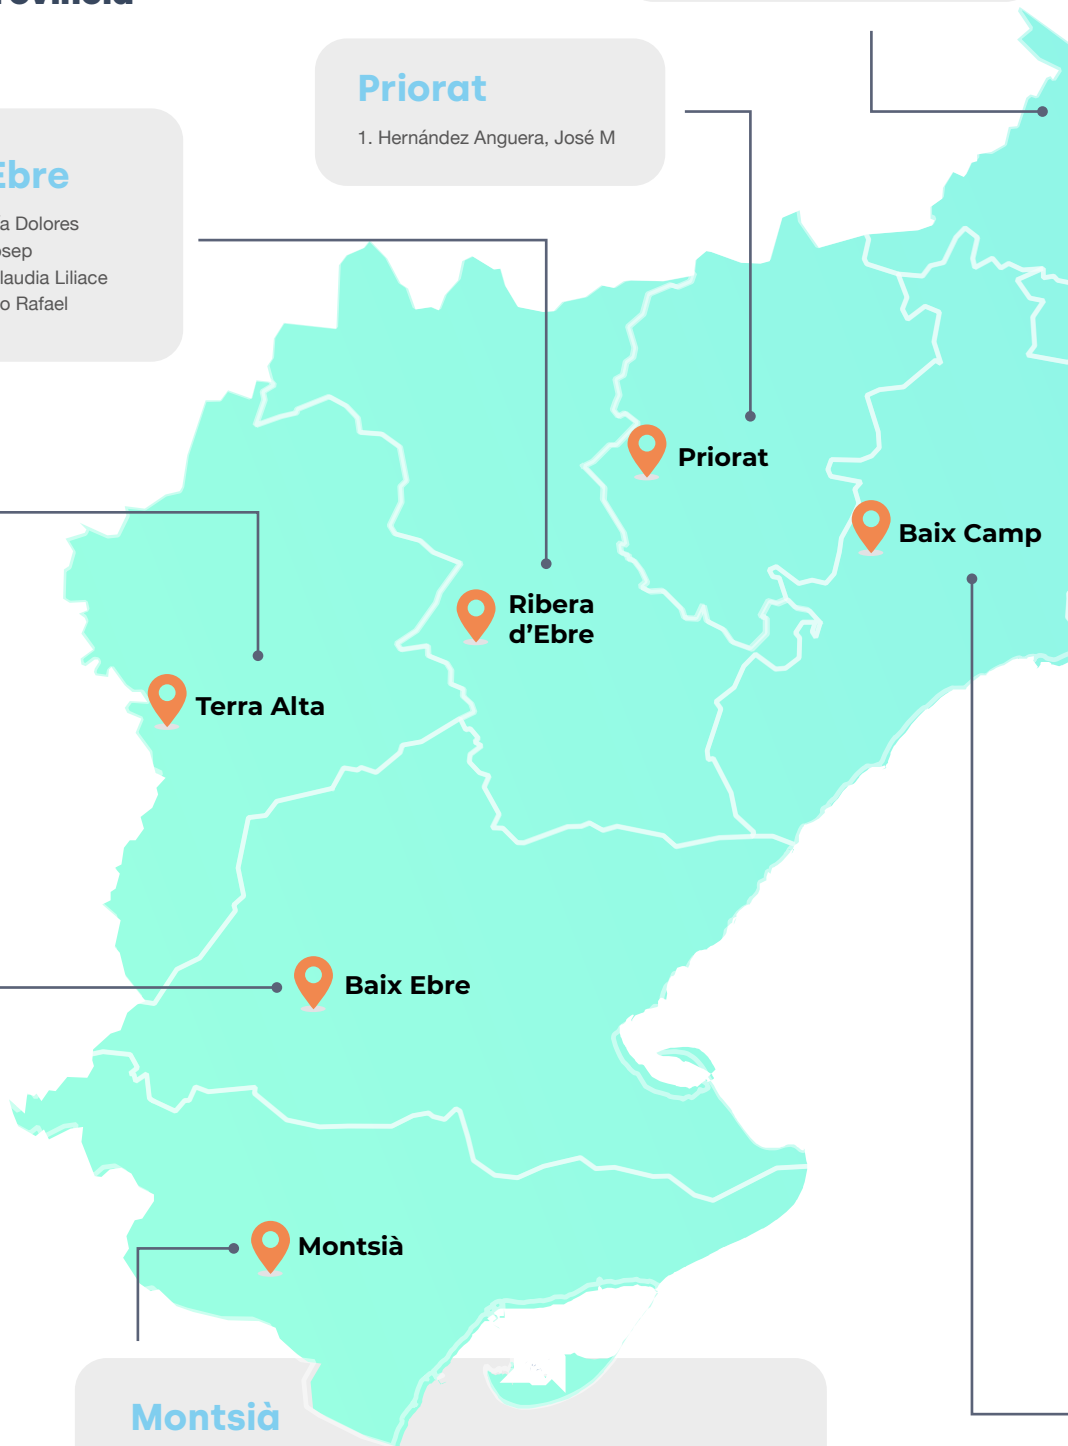 Priorat
1. Hernández Anguera, José M
Ebre
a Dolores
sep
laudia Liliace
o Rafael
Priorat
Baix Camp
Ribera
d’Ebre
Terra Alta
Baix Ebre
Montsià
Montsià